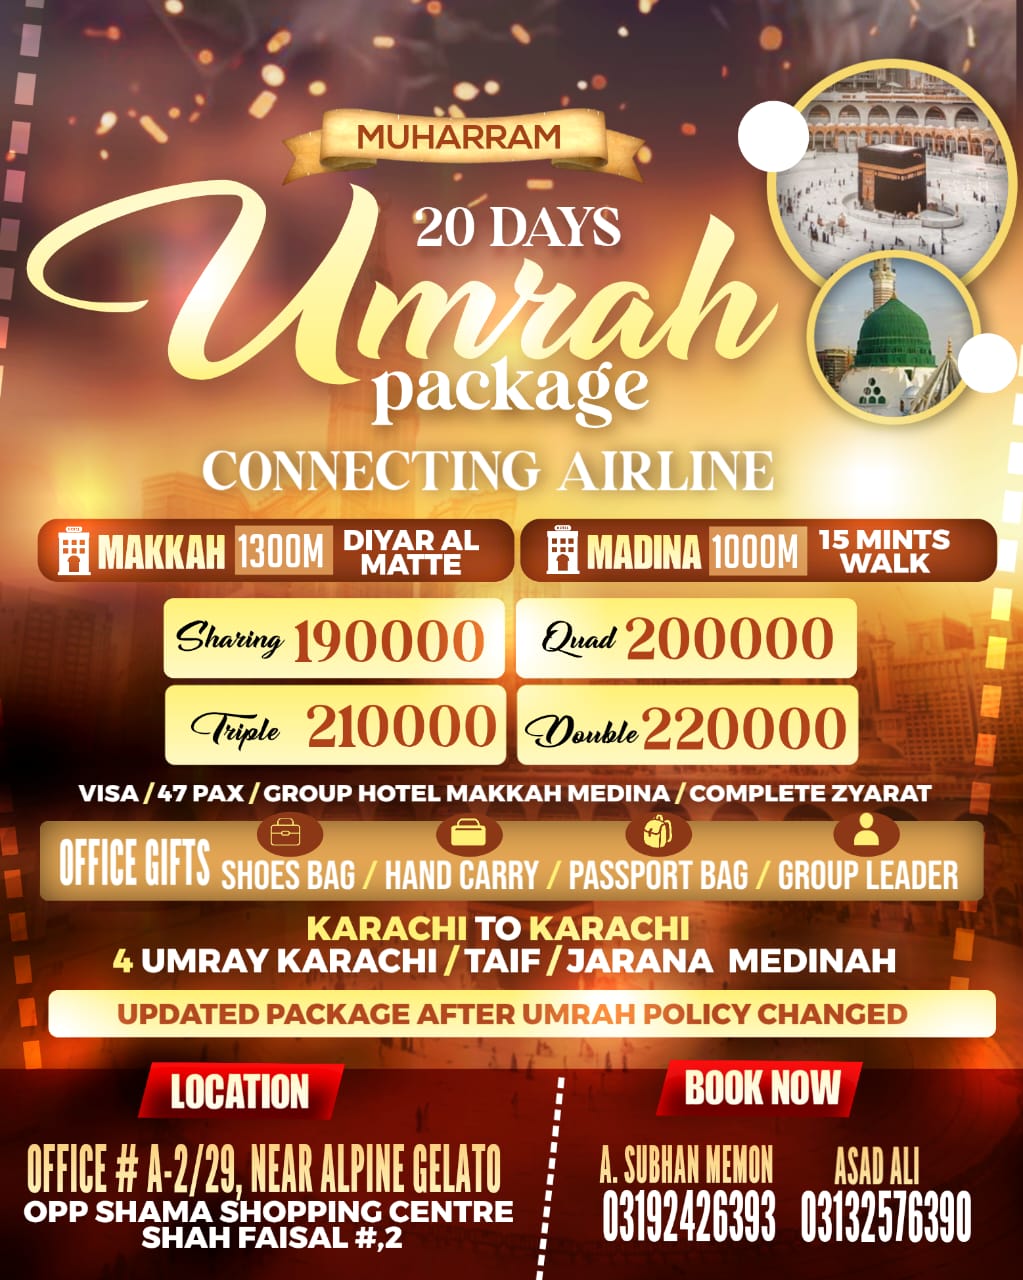 MUHARRAM
20 DAYS
Umrah
package
CONNECTING AIRLINE
MAKKAH 1300M DIYAR AL MATTE
MADINA 1000M 15 MINTS WALK
Sharing 190000
Quad 200000
Triple 210000
Double 220000
VISA / 47 PAX / GROUP HOTEL MAKKAH MEDINA / COMPLETE ZYARAT
OFFICE GIFTS SHOES BAG / HAND CARRY / PASSPORT BAG / GROUP LEADER
KARACHI TO KARACHI
4 UMRAY KARACHI / TAIF / JARANA MEDINAH
UPDATED PACKAGE AFTER UMRAH POLICY CHANGED
LOCATION
OFFICE # A-2/29, NEAR ALPINE GELATO
OPP SHAMA SHOPPING CENTRE
SHAH FAISAL #,2
BOOK NOW
A. SUBHAN MEMON
03192426393
ASAD ALI
03132576390